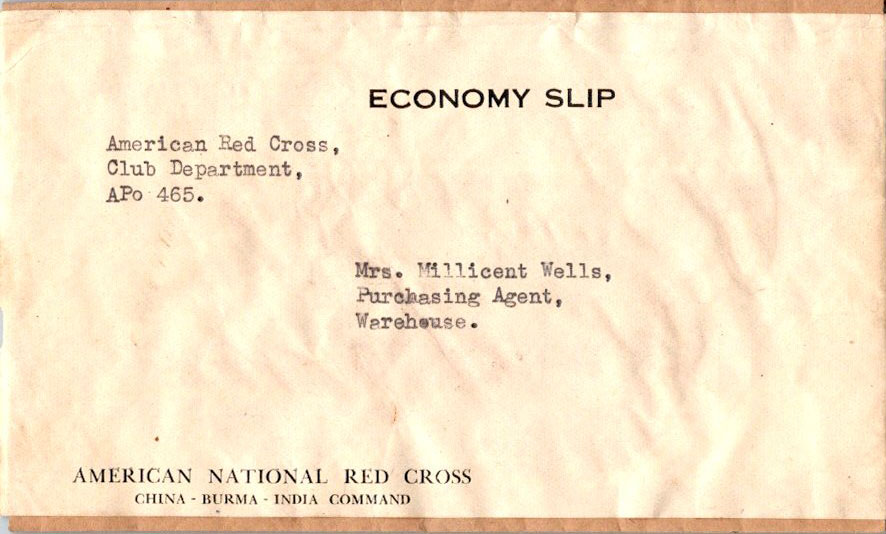 ECONOMY SLIP
American Red Cross,
Club Department,
APo 465.
Mrs. Millicent Wells,
Purchasing Agent,
Warehouse.
AMERICAN NATIONAL RED CROSS
CHINA - BURMA - INDIA COMMAND